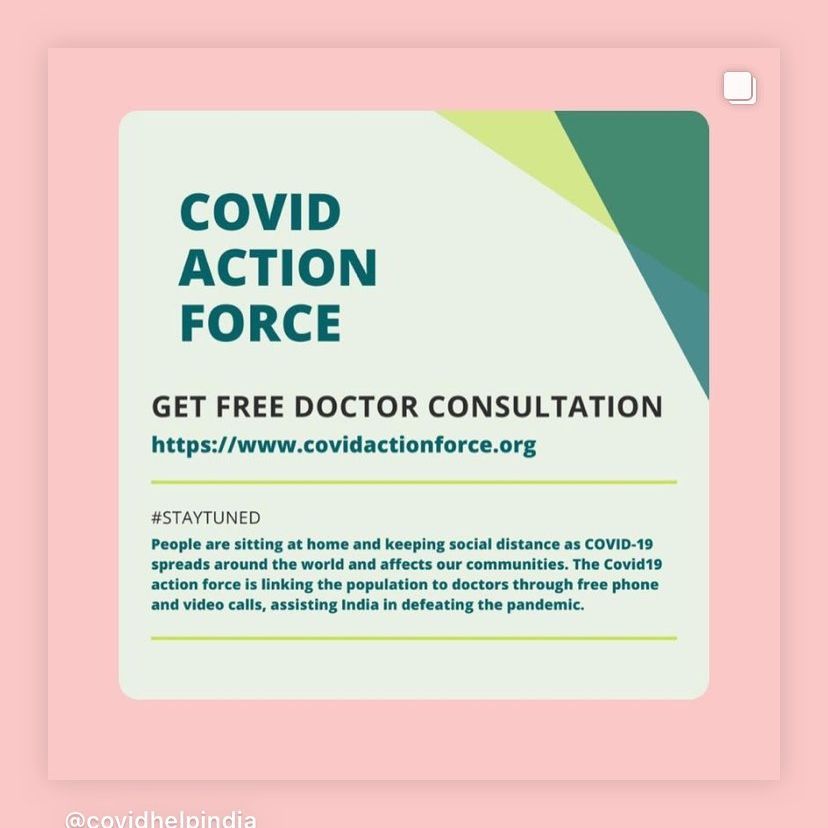 COVID
ACTION
FORCE
GET FREE DOCTOR CONSULTATION
https://www.covidactionforce.org
#STAYTUNED
People are sitting at home and keeping social distance as COVID-19
spreads around the world and affects our communities. The Covid19
action force is linking the population to doctors through free phone
and video calls, assisting India in defeating the pandemic.
@covidhelpindia